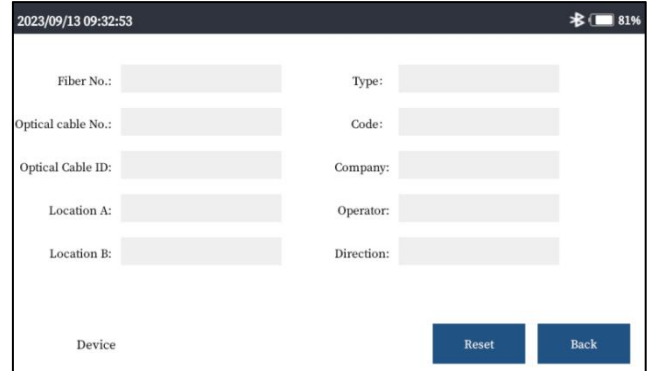 2023/09/13 09:32:53 81%
Fiber No.: Type:
Optical cable No.: Code:
Optical Cable ID: Company:
Location A: Operator:
Location B: Direction:
Device Reset Back